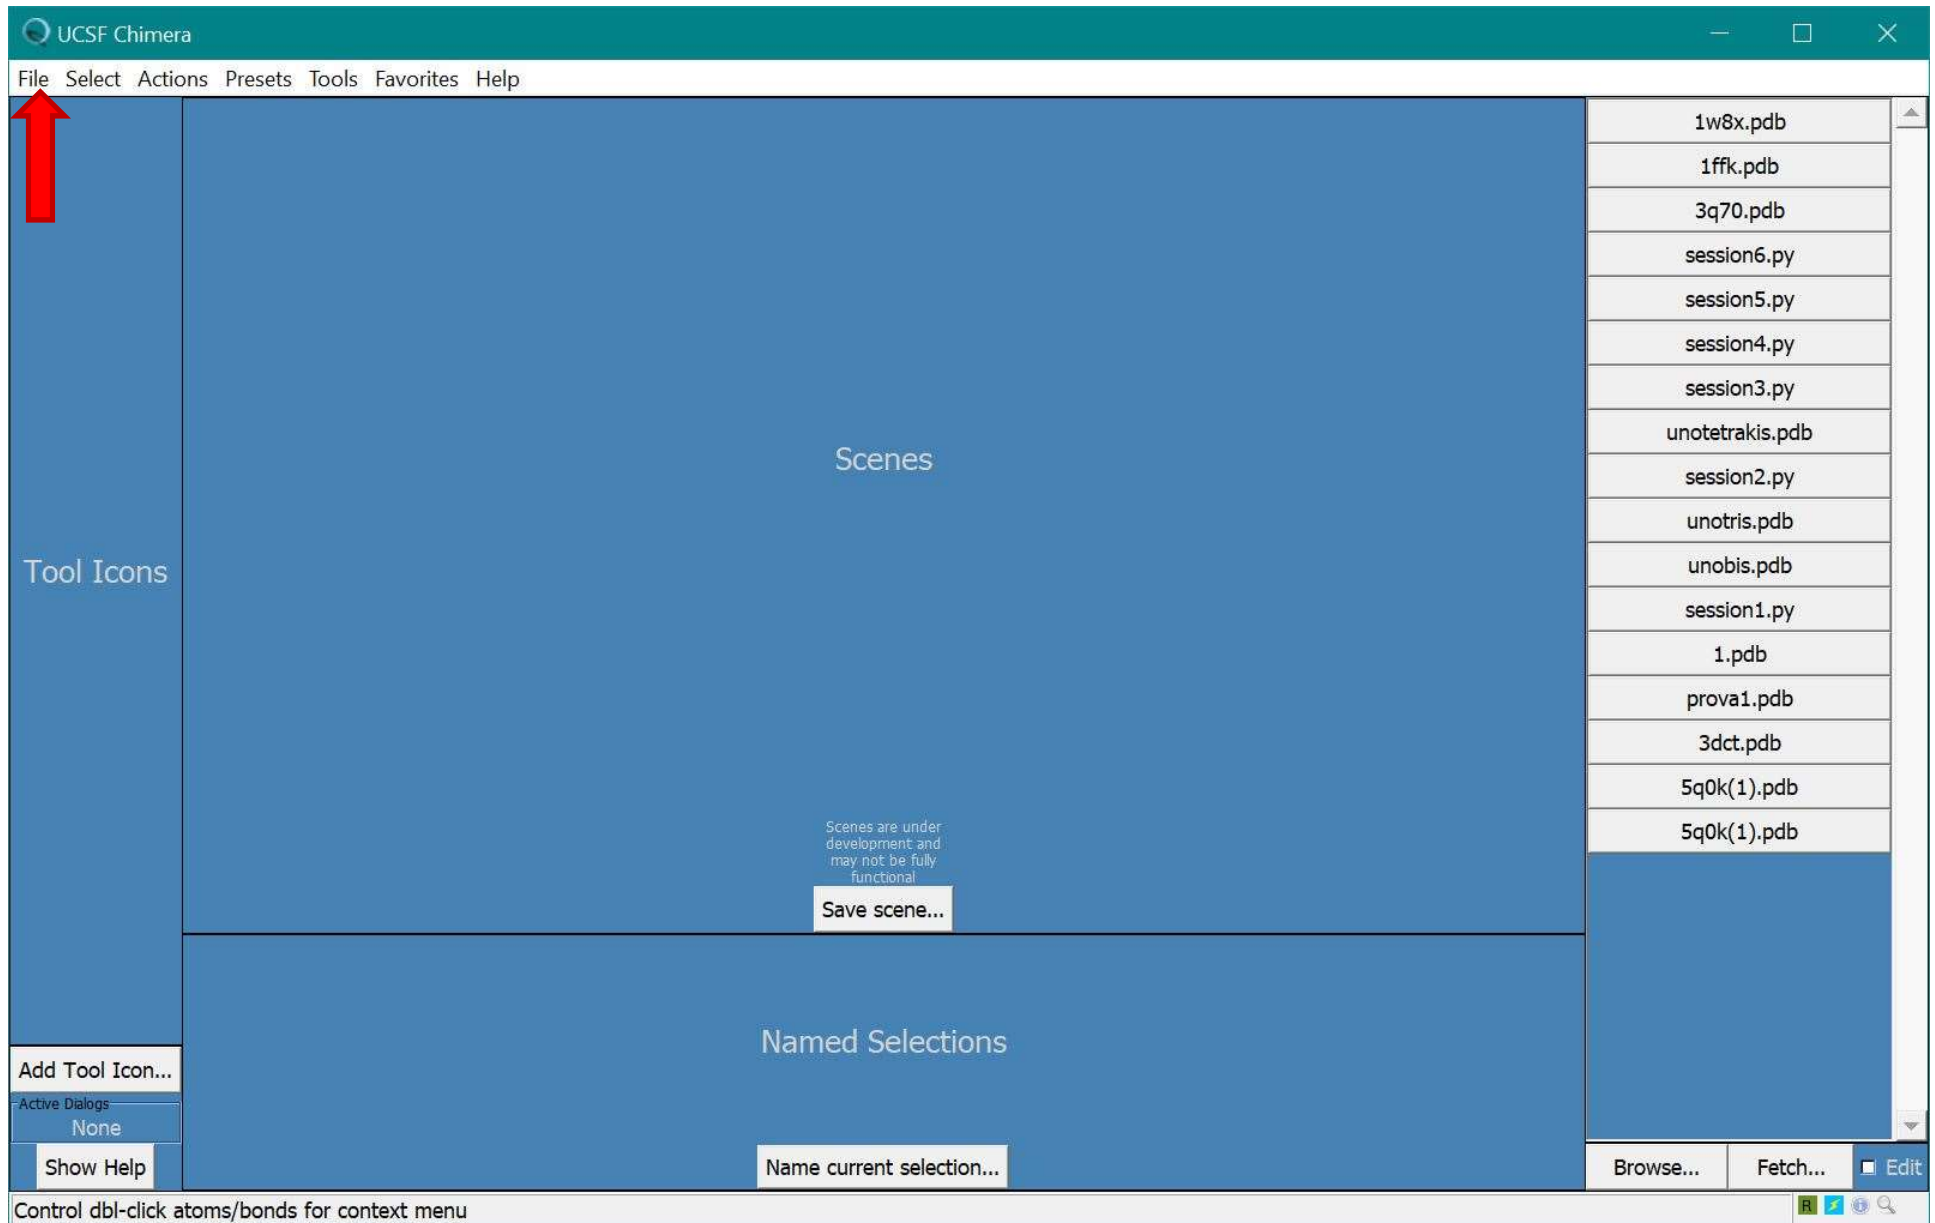 UCSF Chimera
File Select Actions Presets Tools Favorites Help
Tool Icons
Add Tool Icon...
Active Dialogs
None
Show Help
Scenes
Scenes are under
development and
may not be fully
functional
Save scene...
Named Selections
Name current selection...
1w8x.pdb
1ffk.pdb
3q70.pdb
session6.py
session5.py
session4.py
session3.py
unotetrakis.pdb
session2.py
unotris.pdb
unobis.pdb
session1.py
1.pdb
prova1.pdb
3dct.pdb
5q0k(1).pdb
5q0k(1).pdb
Browse... Fetch... Edit
Control dbl-click atoms/bonds for context menu
R